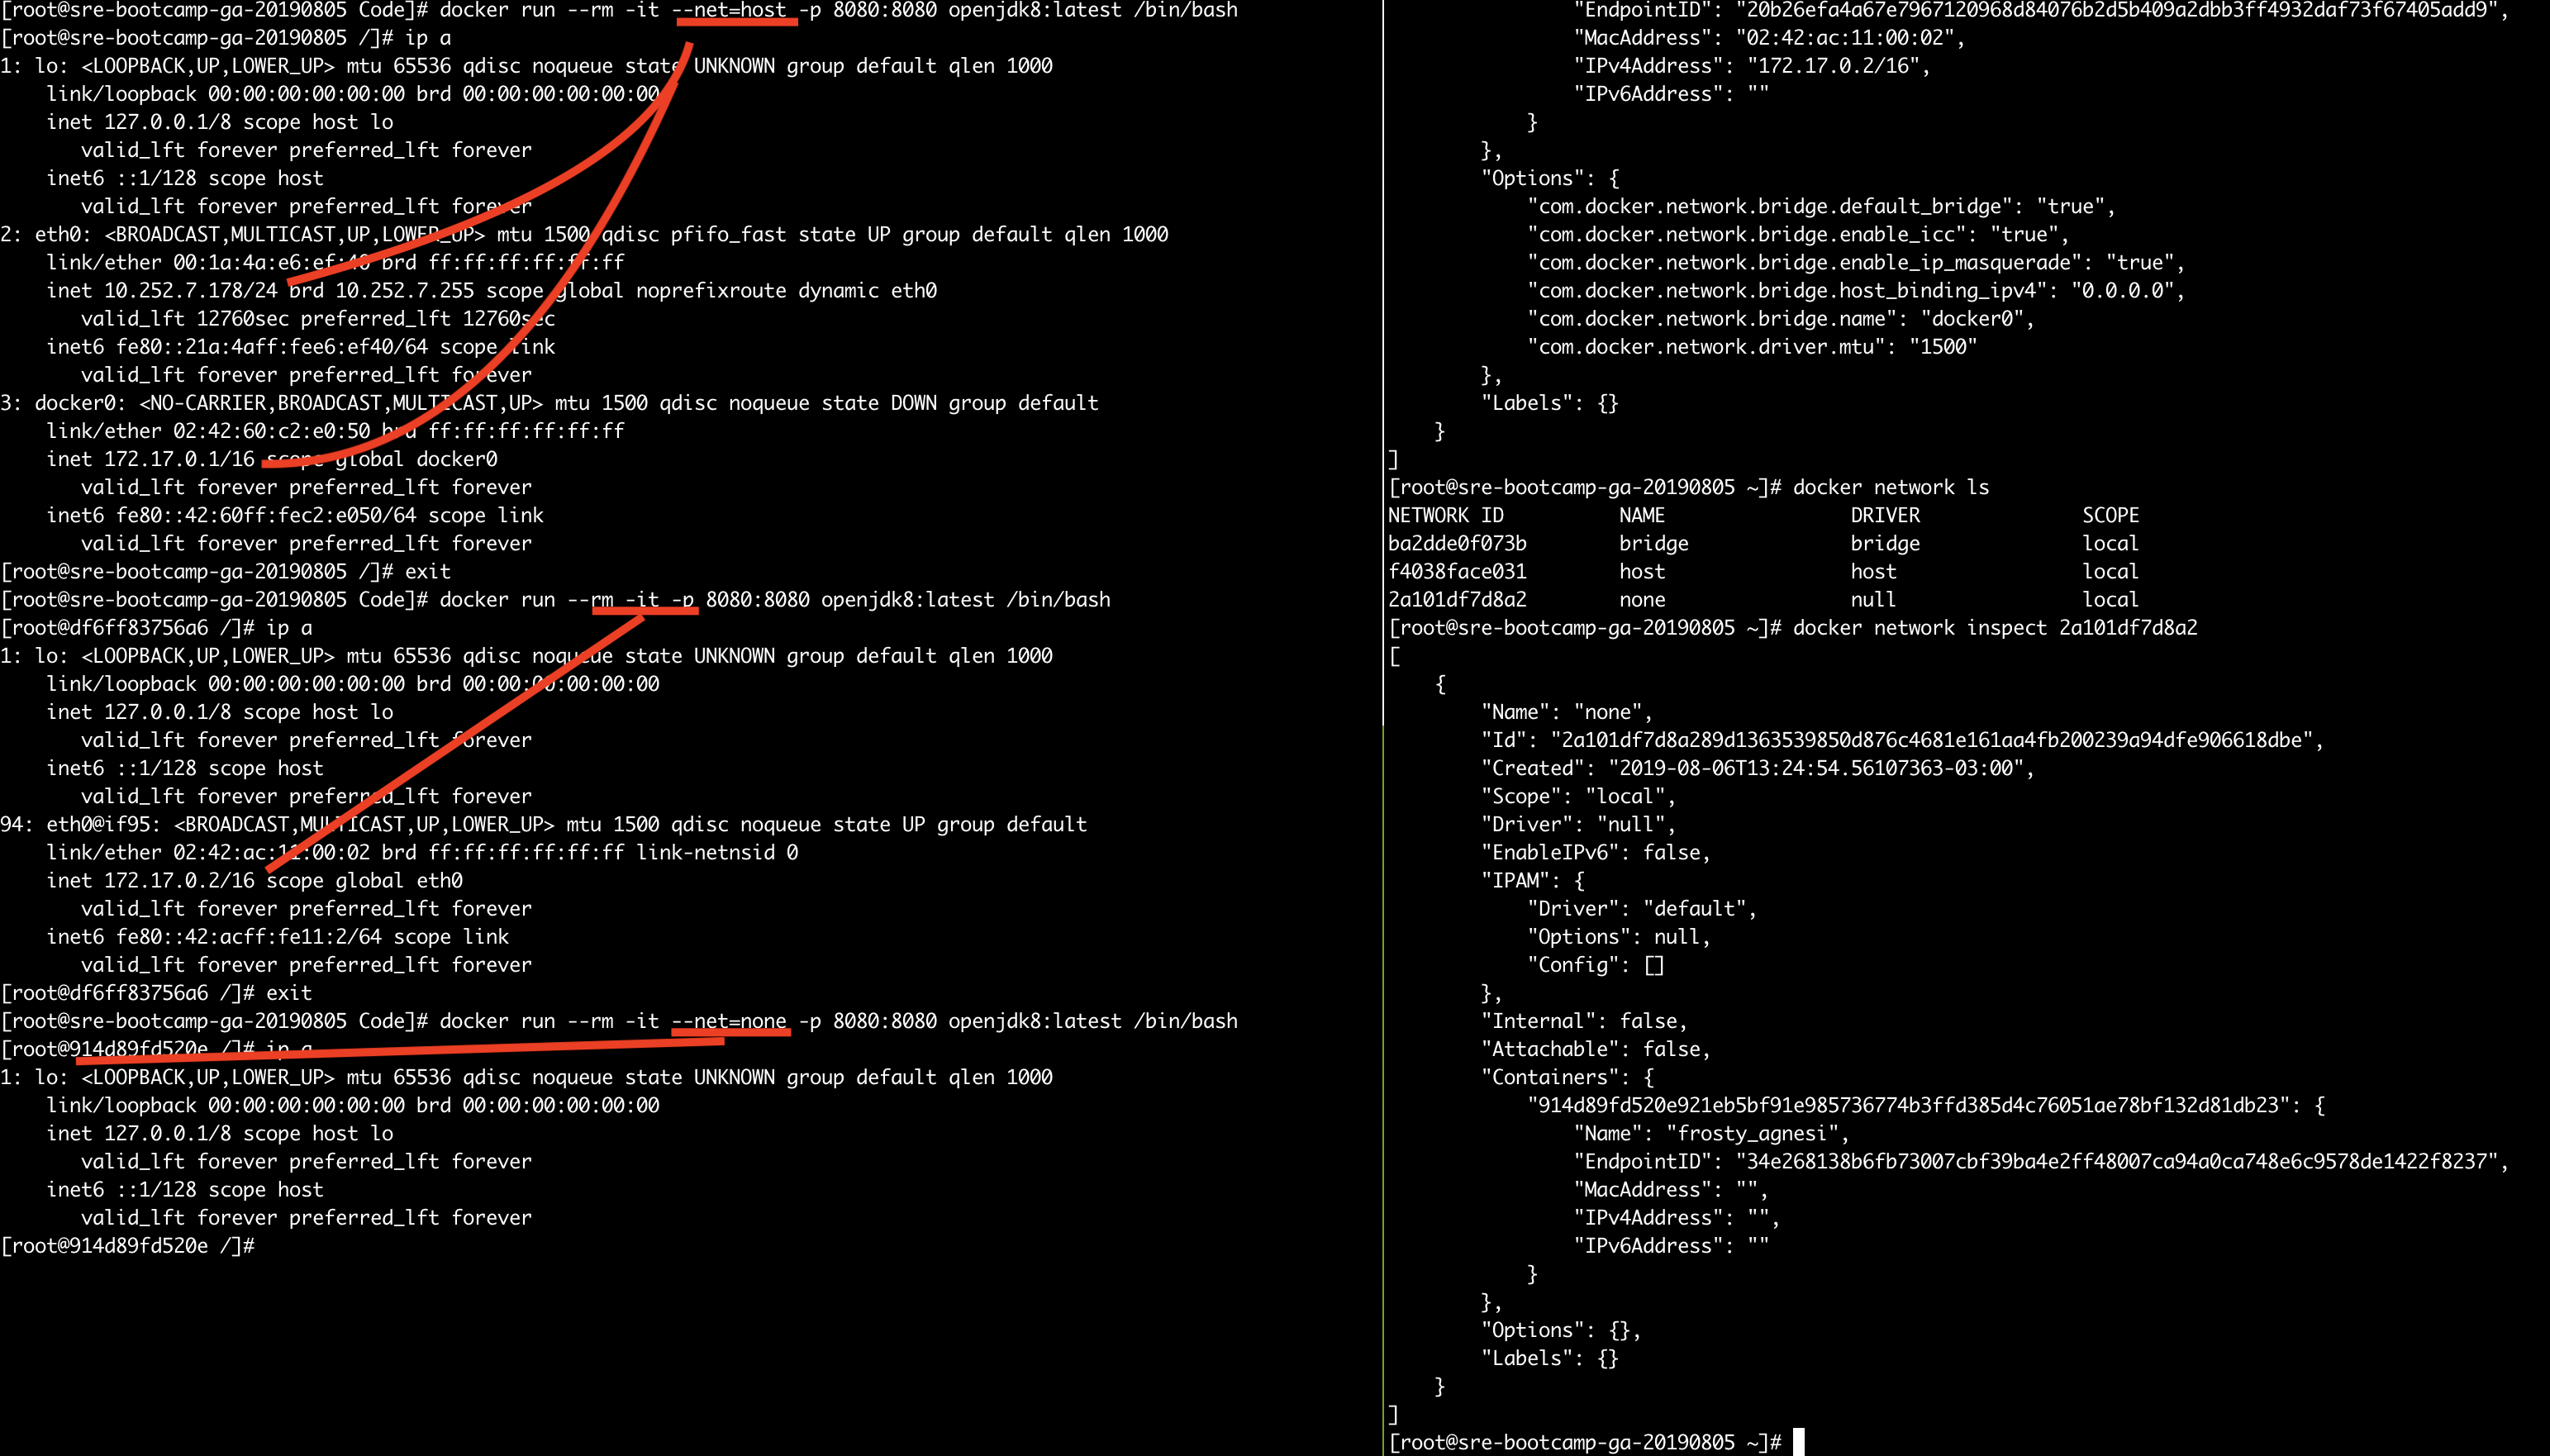 [root@sre-bootcamp-ga-20190805 Code]# docker run --rm -it --net=host -p 8080:8080 openjdk8:latest /bin/bash
[root@sre-bootcamp-ga-20190805 /]# ip a
1: lo: <LOOPBACK,UP,LOWER_UP> mtu 65536 qdisc noqueue state UNKNOWN group default qlen 1000
    link/loopback 00:00:00:00:00:00 brd 00:00:00:00:00:00
    inet 127.0.0.1/8 scope host lo
       valid_lft forever preferred_lft forever
    inet6 ::1/128 scope host
       valid_lft forever preferred_lft forever
2: eth0: <BROADCAST,MULTICAST,UP,LOWER_UP> mtu 1500 qdisc pfifo_fast state UP group default qlen 1000
    link/ether 00:1a:4a:e6:ef:40 brd ff:ff:ff:ff:ff:ff
    inet 10.252.7.178/24 brd 10.252.7.255 scope global noprefixroute dynamic eth0
       valid_lft 12760sec preferred_lft 12760sec
    inet6 fe80::21a:4aff:fee6:ef40/64 scope link
       valid_lft forever preferred_lft forever
3: docker0: <NO-CARRIER,BROADCAST,MULTICAST,UP> mtu 1500 qdisc noqueue state DOWN group default
    link/ether 02:42:60:c2:e0:50 brd ff:ff:ff:ff:ff:ff
    inet 172.17.0.1/16 scope global docker0
       valid_lft forever preferred_lft forever
    inet6 fe80::42:60ff:fec2:e050/64 scope link
       valid_lft forever preferred_lft forever
[root@sre-bootcamp-ga-20190805 /]# exit
[root@sre-bootcamp-ga-20190805 Code]# docker run --rm -it -p 8080:8080 openjdk8:latest /bin/bash
[root@df6ff83756a6 /]# ip a
1: lo: <LOOPBACK,UP,LOWER_UP> mtu 65536 qdisc noqueue state UNKNOWN group default qlen 1000
    link/loopback 00:00:00:00:00:00 brd 00:00:00:00:00:00
    inet 127.0.0.1/8 scope host lo
       valid_lft forever preferred_lft forever
    inet6 ::1/128 scope host
       valid_lft forever preferred_lft forever
94: eth0@if95: <BROADCAST,MULTICAST,UP,LOWER_UP> mtu 1500 qdisc noqueue state UP group default
    link/ether 02:42:ac:11:00:02 brd ff:ff:ff:ff:ff:ff link-netnsid 0
    inet 172.17.0.2/16 scope global eth0
       valid_lft forever preferred_lft forever
    inet6 fe80::42:acff:fe11:2/64 scope link
       valid_lft forever preferred_lft forever
[root@df6ff83756a6 /]# exit
[root@sre-bootcamp-ga-20190805 Code]# docker run --rm -it --net=none -p 8080:8080 openjdk8:latest /bin/bash
[root@914d89fd520e /]# ip a
1: lo: <LOOPBACK,UP,LOWER_UP> mtu 65536 qdisc noqueue state UNKNOWN group default qlen 1000
    link/loopback 00:00:00:00:00:00 brd 00:00:00:00:00:00
    inet 127.0.0.1/8 scope host lo
       valid_lft forever preferred_lft forever
    inet6 ::1/128 scope host
       valid_lft forever preferred_lft forever
[root@914d89fd520e /]#
                "EndpointID": "20b26efa4a67e7967120968d84076b2d5b409a2dbb3ff4932daf73f67405add9",
                "MacAddress": "02:42:ac:11:00:02",
                "IPv4Address": "172.17.0.2/16",
                "IPv6Address": ""
            }
        },
        "Options": {
            "com.docker.network.bridge.default_bridge": "true",
            "com.docker.network.bridge.enable_icc": "true",
            "com.docker.network.bridge.enable_ip_masquerade": "true",
            "com.docker.network.bridge.host_binding_ipv4": "0.0.0.0",
            "com.docker.network.bridge.name": "docker0",
            "com.docker.network.driver.mtu": "1500"
        },
        "Labels": {}
    }
]
[root@sre-bootcamp-ga-20190805 ~]# docker network ls
NETWORK ID          NAME                DRIVER              SCOPE
ba2dde0f073b        bridge              bridge              local
f4038face031        host                host                local
2a101df7d8a2        none                null                local
[root@sre-bootcamp-ga-20190805 ~]# docker network inspect 2a101df7d8a2
[
    {
        "Name": "none",
        "Id": "2a101df7d8a289d1363539850d876c4681e161aa4fb200239a94dfe906618dbe",
        "Created": "2019-08-06T13:24:54.56107363-03:00",
        "Scope": "local",
        "Driver": "null",
        "EnableIPv6": false,
        "IPAM": {
            "Driver": "default",
            "Options": null,
            "Config": []
        },
        "Internal": false,
        "Attachable": false,
        "Containers": {
            "914d89fd520e921eb5bf91e985736774b3ffd385d4c76051ae78bf132d81db23": {
                "Name": "frosty_agnesi",
                "EndpointID": "34e268138b6fb73007cbf39ba4e2ff48007ca94a0ca748e6c9578de1422f8237",
                "MacAddress": "",
                "IPv4Address": "",
                "IPv6Address": ""
            }
        },
        "Options": {},
        "Labels": {}
    }
]
[root@sre-bootcamp-ga-20190805 ~]#